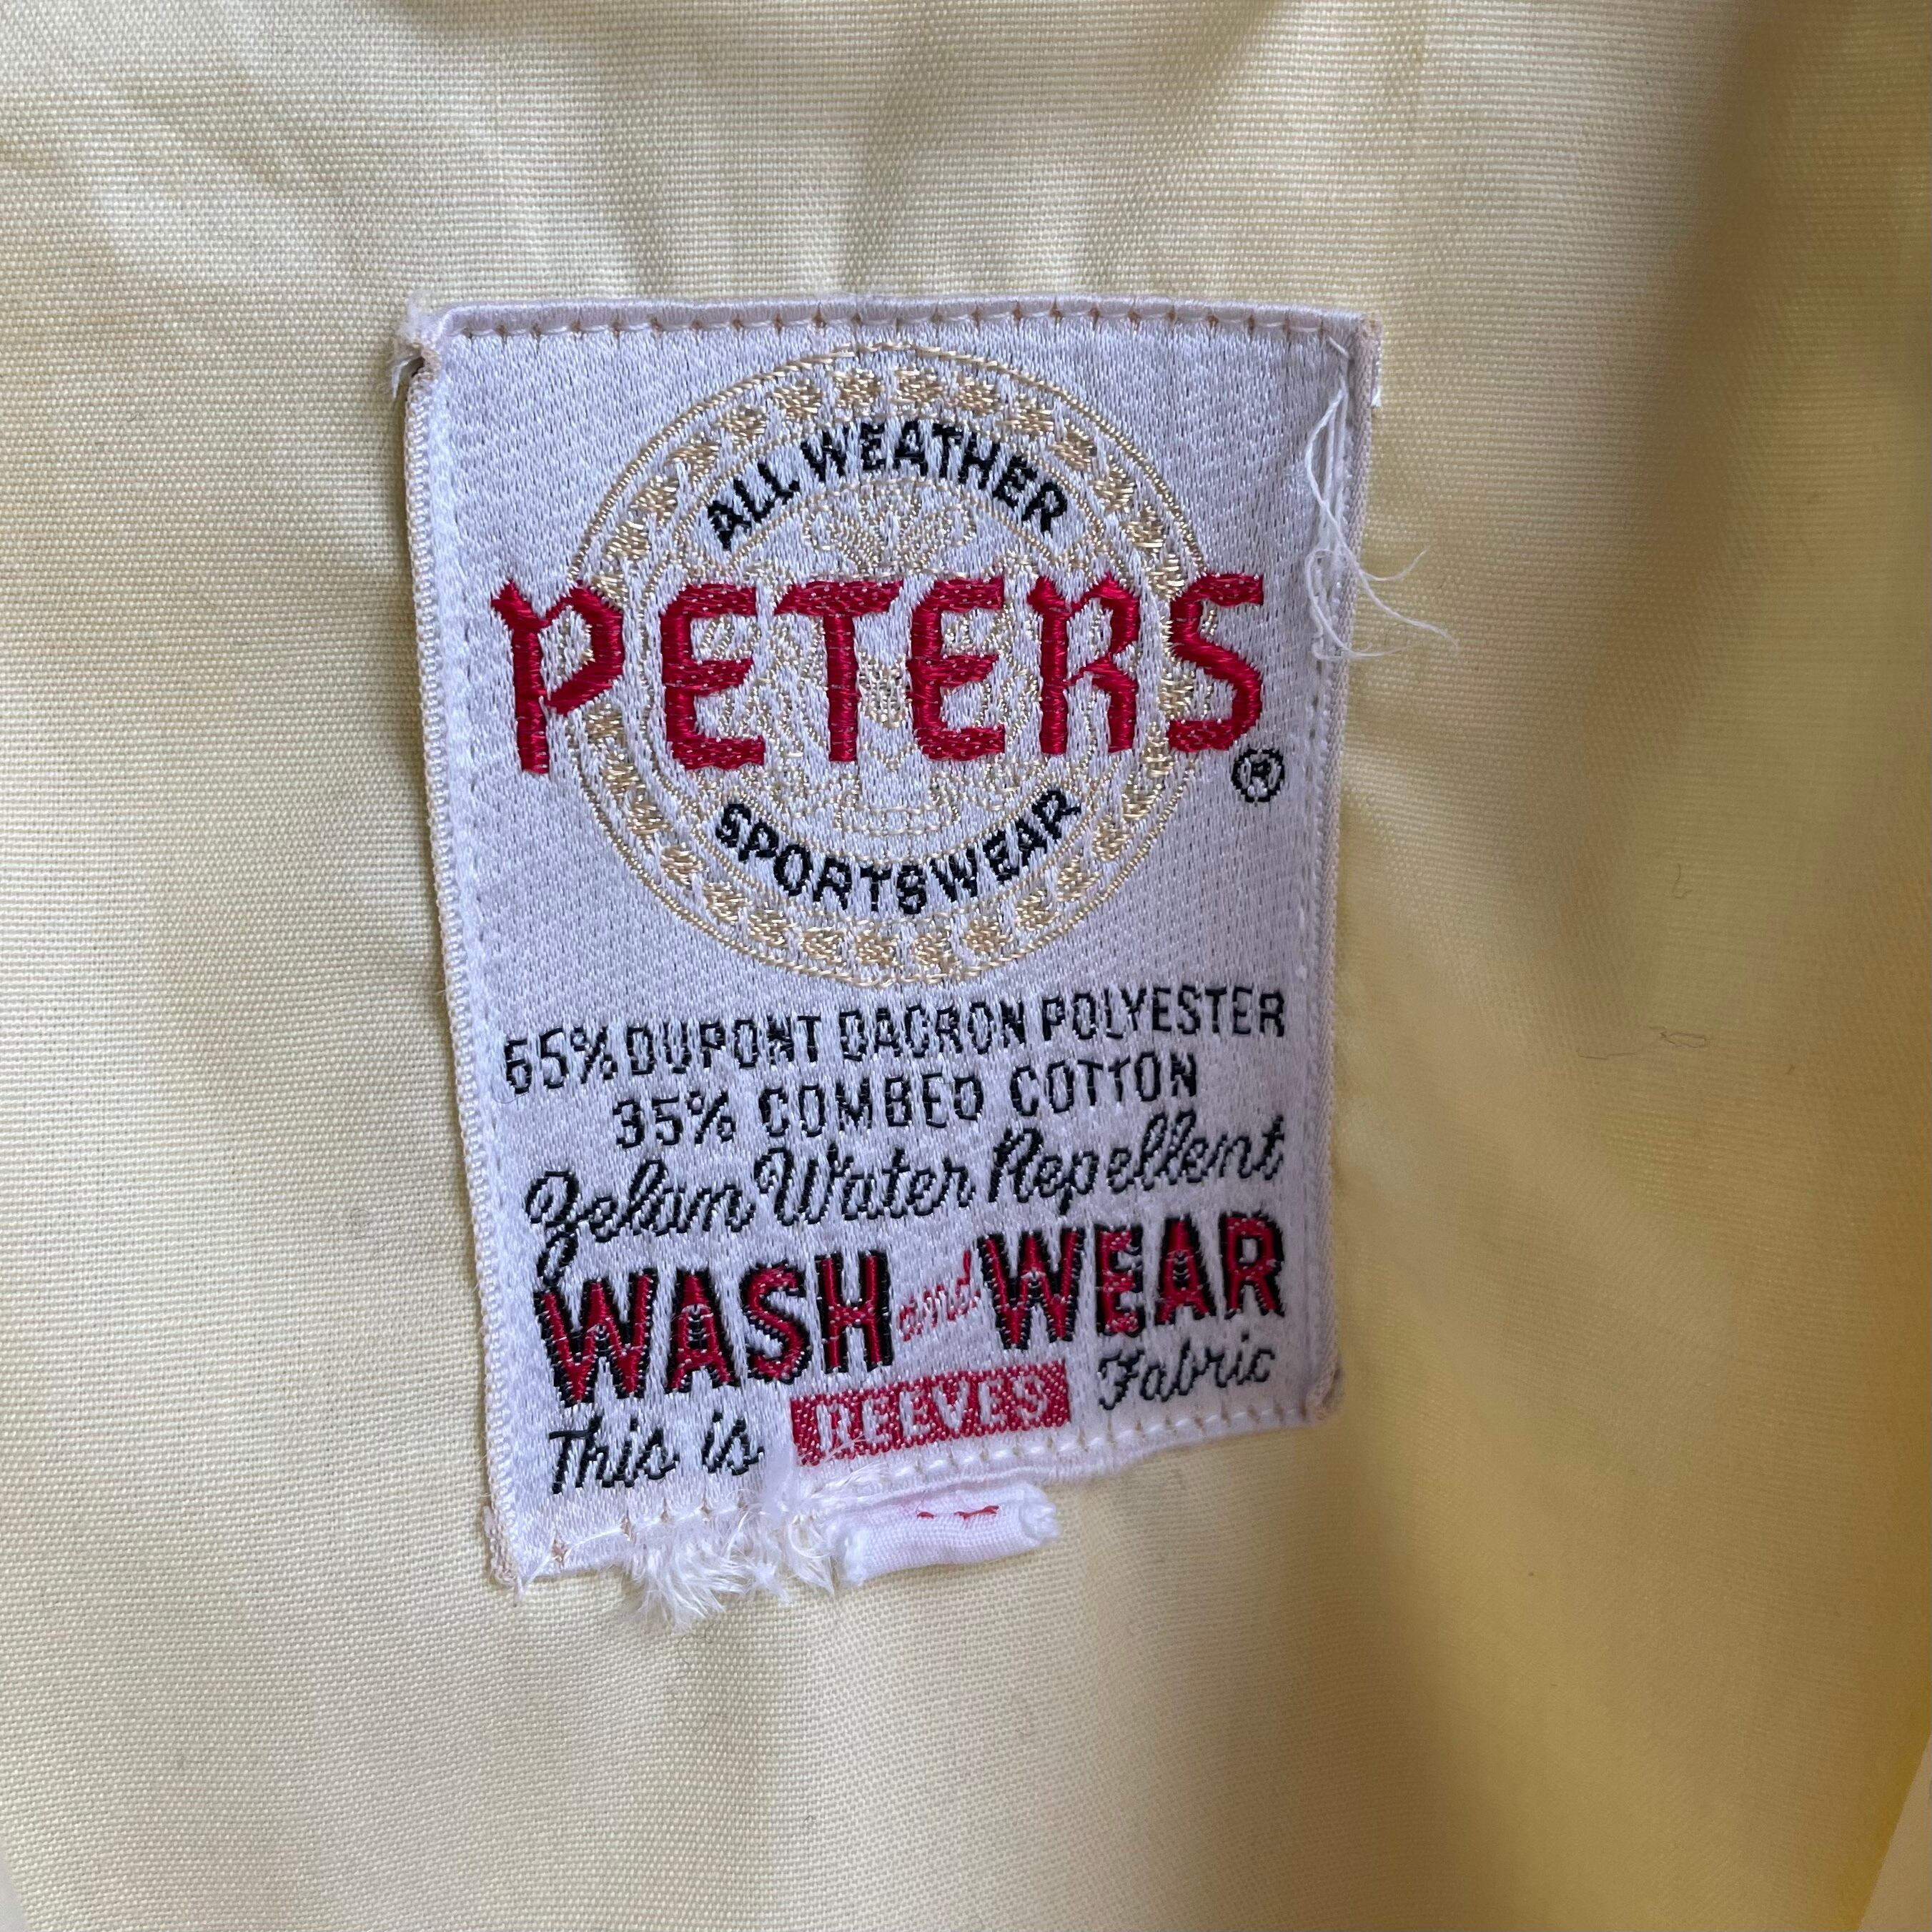 ALL WEATHER
PETERS ®
SPORTSWEAR
65% DUPONT DACRON POLYESTER
35% COMBED COTTON
Zelan Water Repellent
WASH and WEAR
This is REEVES Fabric